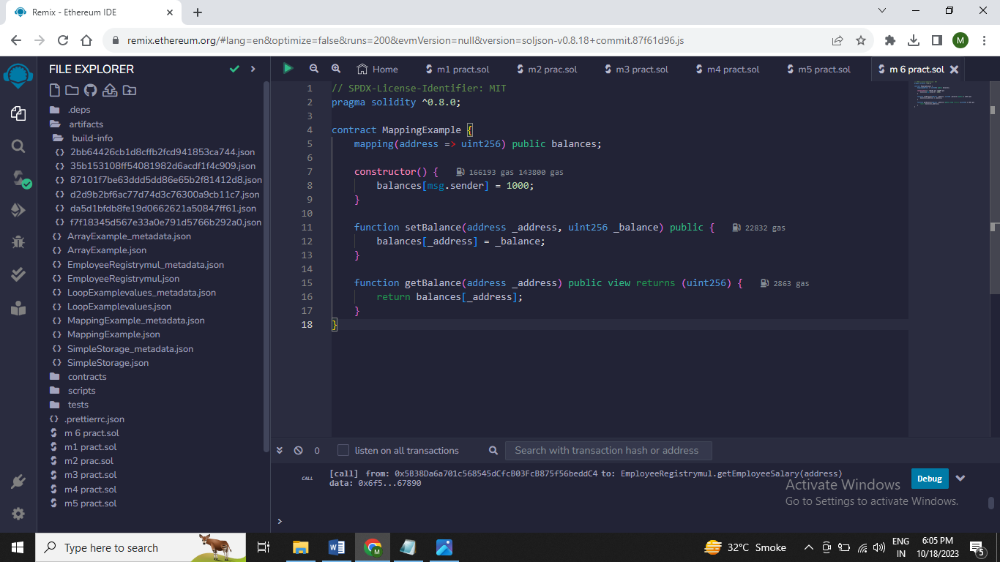 Remix - Ethereum IDE
remix.ethereum.org/#lang=en&optimize=false&runs=200&evmVersion=null&version=soljson-v0.8.18+commit.87f61d96.js
M
FILE EXPLORER
.deps
artifacts
build-info
2bb64426cb1d8cffb2fcd941853ca744.json
35b153108ff54081982d6acdf1f4c909.json
87101f7be63ddd5dd86e65b2f81412d8.json
d2d9b2bf6ac77d74d3c76300a9cb11c7.json
da5d1bfdb8fe19d0662621a50847ff61.json
f7f18345d567e33a0e791d5766b292a0.json
ArrayExample_metadata.json
ArrayExample.json
EmployeeRegistrymul_metadata.json
EmployeeRegistrymul.json
LoopExamplevalues_metadata.json
LoopExamplevalues.json
MappingExample_metadata.json
MappingExample.json
SimpleStorage_metadata.json
SimpleStorage.json
contracts
scripts
tests
.prettierrc.json
m 6 pract.sol
m1 pract.sol
m2 prac.sol
m3 pract.sol
m4 pract.sol
m5 pract.sol
Home m1 pract.sol m2 prac.sol m3 pract.sol m4 pract.sol m5 pract.sol m 6 pract.sol
1 // SPDX-License-Identifier: MIT
2 pragma solidity ^0.8.0;
3
4 contract MappingExample {
5 mapping(address => uint256) public balances;
6
7 constructor() { 166193 gas 143800 gas
8 balances[msg.sender] = 1000;
9 }
10
11 function setBalance(address _address, uint256 _balance) public { 22832 gas
12 balances[_address] = _balance;
13 }
14
15 function getBalance(address _address) public view returns (uint256) { 2863 gas
16 return balances[_address];
17 }
18 }
0 listen on all transactions Search with transaction hash or address
CALL [call] from: 0x5B38Da6a701c568545dCfcB03FcB875f56beddC4 to: EmployeeRegistrymul.getEmployeeSalary(address)
data: 0x6f5...67890
Debug
>
Activate Windows
Go to Settings to activate Windows.
Type here to search
32°C Smoke
ENG
IN
6:05 PM
10/18/2023
5